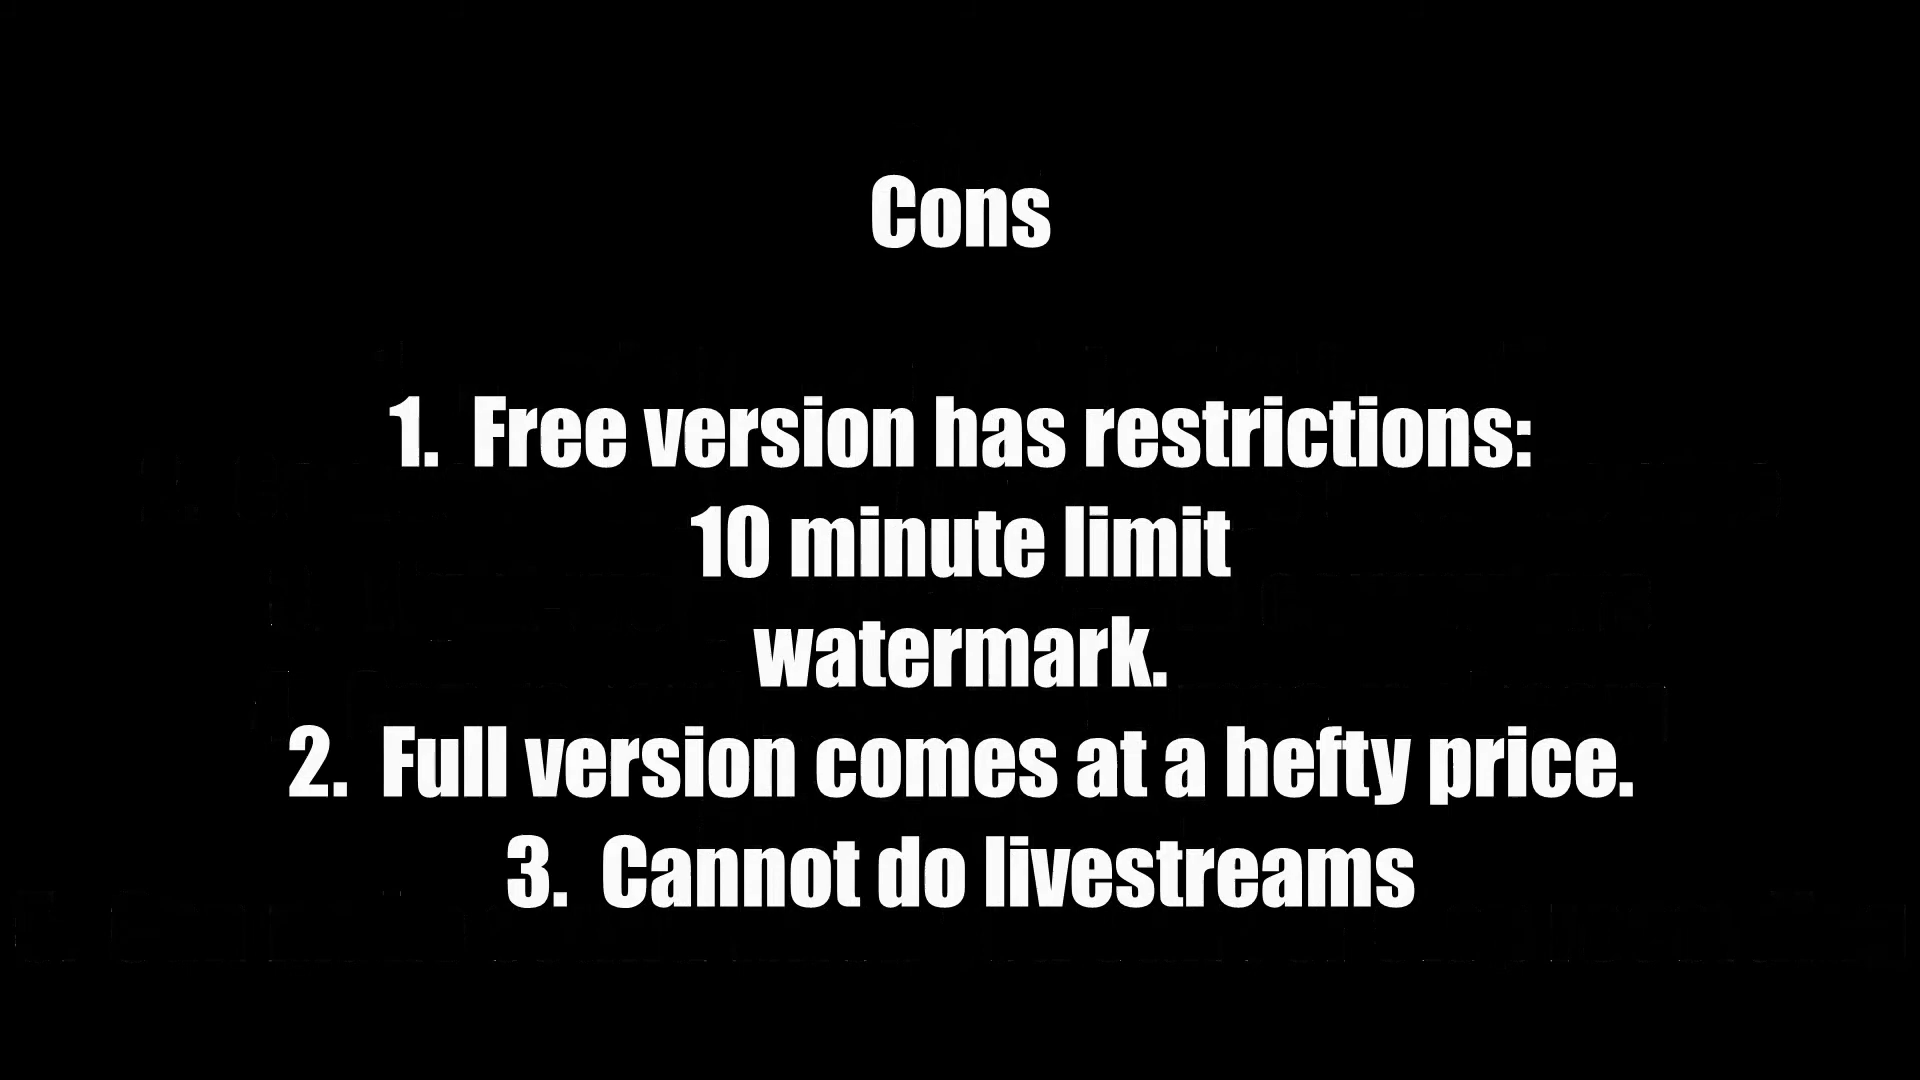 Cons
1. Free version has restrictions:
10 minute limit
watermark.
2. Full version comes at a hefty price.
3. Cannot do livestreams